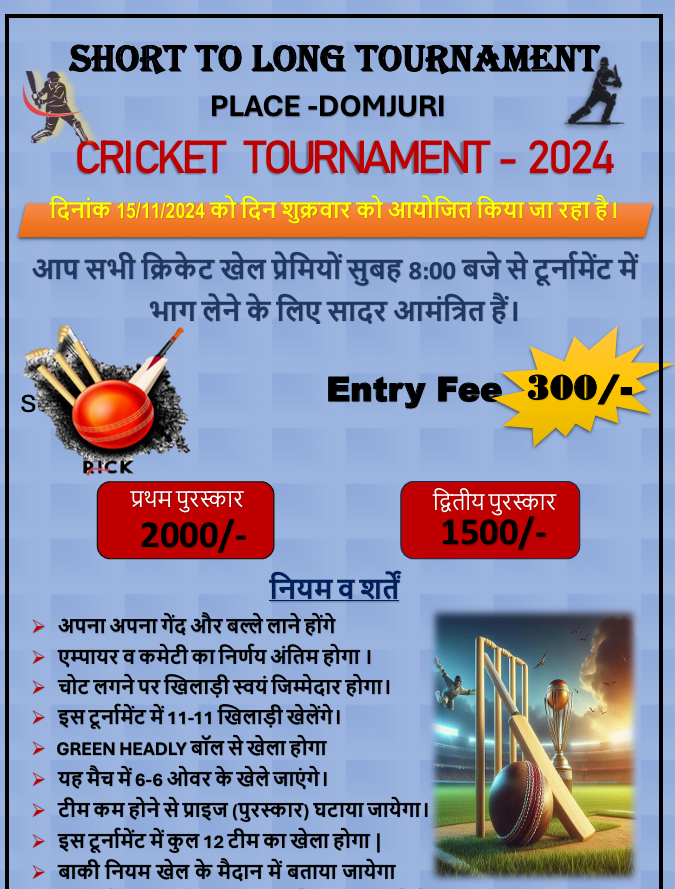 SHORT TO LONG TOURNAMENT
PLACE -DOMJURI
CRICKET TOURNAMENT - 2024
दिनांक 15/11/2024 को दिन शुक्रवार को आयोजित किया जा रहा है।
आप सभी क्रिकेट खेल प्रेमियों सुबह 8:00 बजे से टूर्नामेंट में
भाग लेने के लिए सादर आमंत्रित हैं।
S
Entry Fee 300/-
प्रथम पुरस्कार
2000/-
द्वितीय पुरस्कार
1500/-
नियम व शर्तें
➢ अपना अपना गेंद और बल्ले लाने होंगे
➢ एम्पायर व कमेटी का निर्णय अंतिम होगा ।
➢ चोट लगने पर खिलाड़ी स्वयं जिम्मेदार होगा।
➢ इस टूर्नामेंट में 11-11 खिलाड़ी खेलेंगे।
➢ GREEN HEADLY बॉल से खेला होगा
➢ यह मैच में 6-6 ओवर के खेले जाएंगे।
➢ टीम कम होने से प्राइज (पुरस्कार) घटाया जायेगा।
➢ इस टूर्नामेंट में कुल 12 टीम का खेला होगा |
➢ बाकी नियम खेल के मैदान में बताया जायेगा